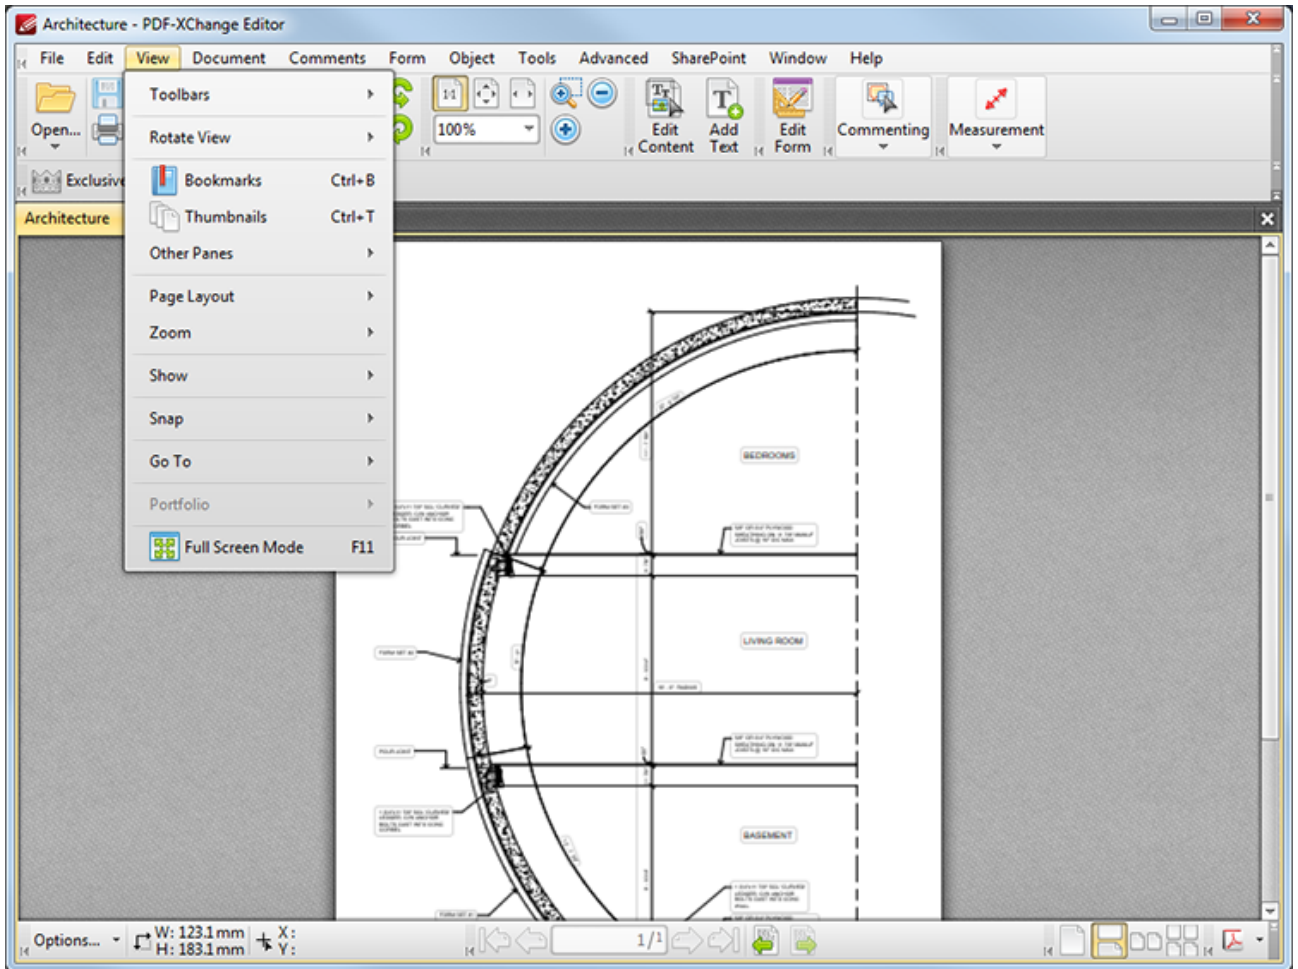 Architecture - PDF-XChange Editor
File Edit View Document Comments Form Object Tools Advanced SharePoint Window Help
Open...
100%
1:1
Edit Content
Add Text
Edit Form
Commenting
Measurement
Exclusive
Architecture
Toolbars
Rotate View
Bookmarks Ctrl+B
Thumbnails Ctrl+T
Other Panes
Page Layout
Zoom
Show
Snap
Go To
Portfolio
Full Screen Mode F11
BEDROOMS
LIVING ROOM
BASEMENT
Options...
W: 123.1 mm
H: 183.1 mm
X:
Y:
1/1